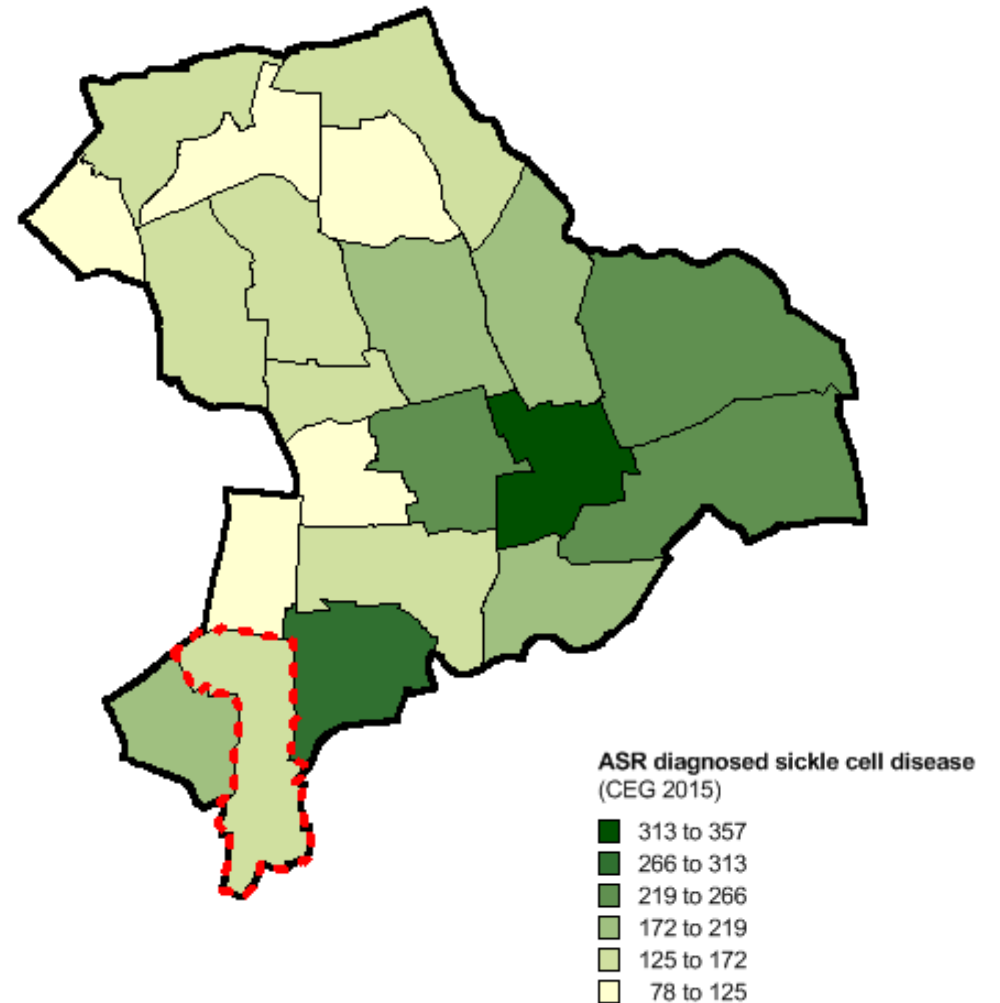 ASR diagnosed sickle cell disease
(CEG 2015)
313 to 357
266 to 313
219 to 266
172 to 219
125 to 172
78 to 125